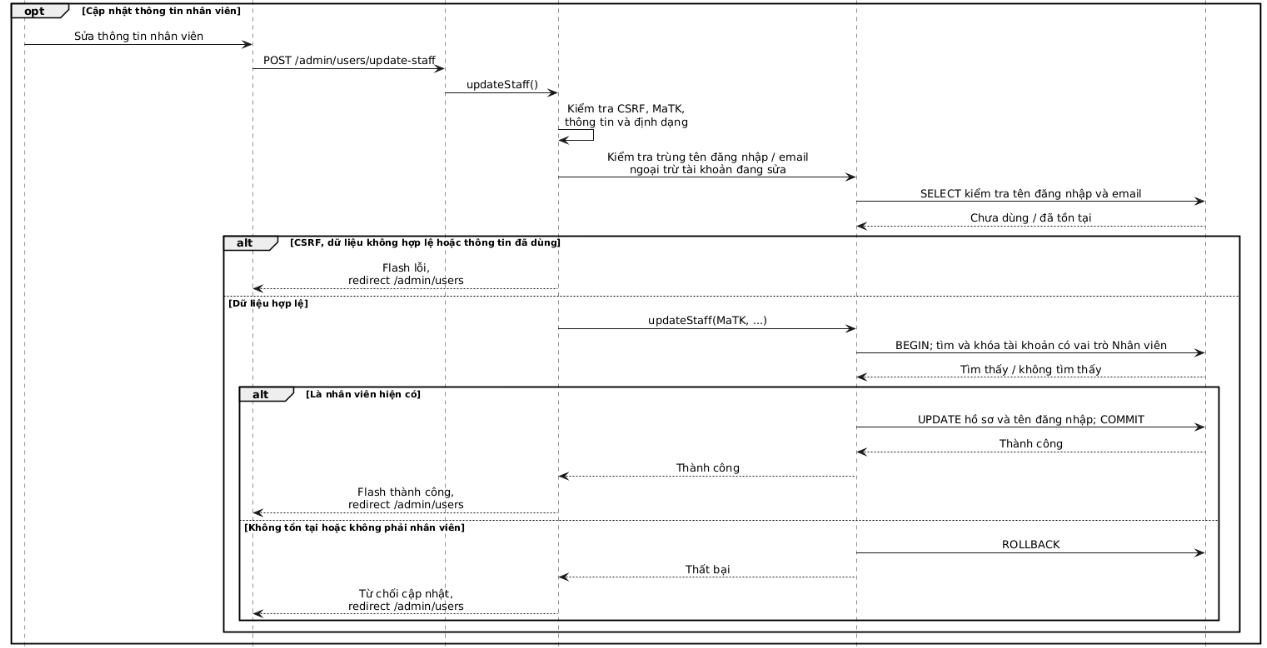 opt [Cập nhật thông tin nhân viên]
Sửa thông tin nhân viên
POST /admin/users/update-staff
updateStaff()
Kiểm tra CSRF, MaTK,
thông tin và định dạng
Kiểm tra trùng tên đăng nhập / email
ngoại trừ tài khoản đang sửa
SELECT kiểm tra tên đăng nhập và email
Chưa dùng / đã tồn tại
alt [CSRF, dữ liệu không hợp lệ hoặc thông tin đã dùng]
Flash lỗi,
redirect /admin/users
[Dữ liệu hợp lệ]
updateStaff(MaTK, ...)
BEGIN; tìm và khóa tài khoản có vai trò Nhân viên
Tìm thấy / không tìm thấy
alt [Là nhân viên hiện có]
UPDATE hồ sơ và tên đăng nhập; COMMIT
Thành công
Thành công
Flash thành công,
redirect /admin/users
[Không tồn tại hoặc không phải nhân viên]
ROLLBACK
Thất bại
Từ chối cập nhật,
redirect /admin/users